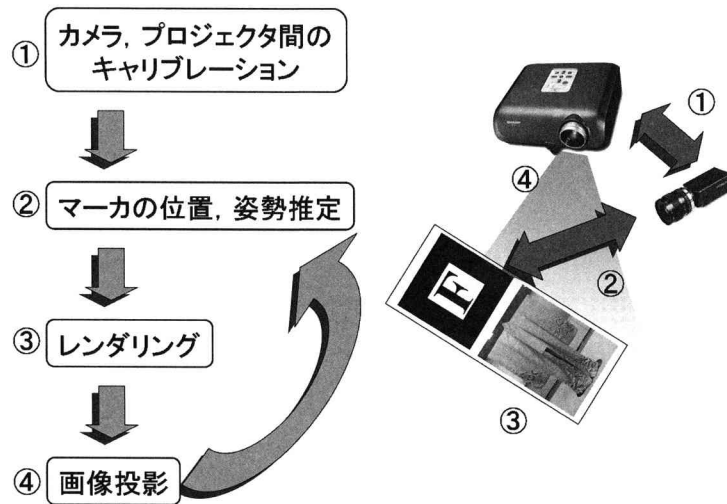 ① カメラ，プロジェクタ間の
キャリブレーション
② マーカの位置，姿勢推定
③ レンダリング
④ 画像投影
①
④
②
F
③